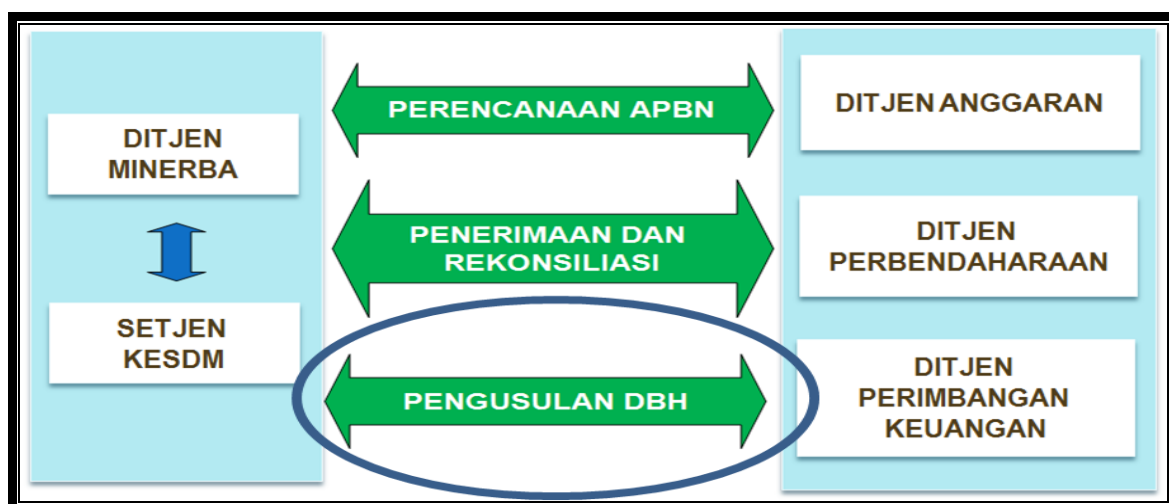 DITJEN
MINERBA
SETJEN
KESDM
PERENCANAAN APBN
PENERIMAAN DAN
REKONSILIASI
PENGUSULAN DBH
DITJEN ANGGARAN
DITJEN
PERBENDAHARAAN
DITJEN
PERIMBANGAN
KEUANGAN